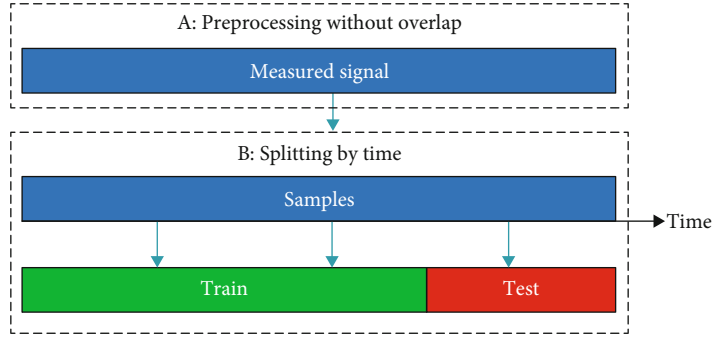 A: Preprocessing without overlap
Measured signal
B: Splitting by time
Samples
Time
Train
Test